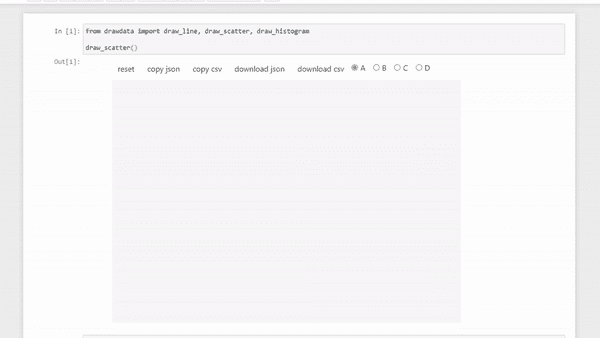 In [1]: from drawdata import draw_line, draw_scatter, draw_histogram
draw_scatter()
Out[1]:
reset copy json copy csv download json download csv A B C D